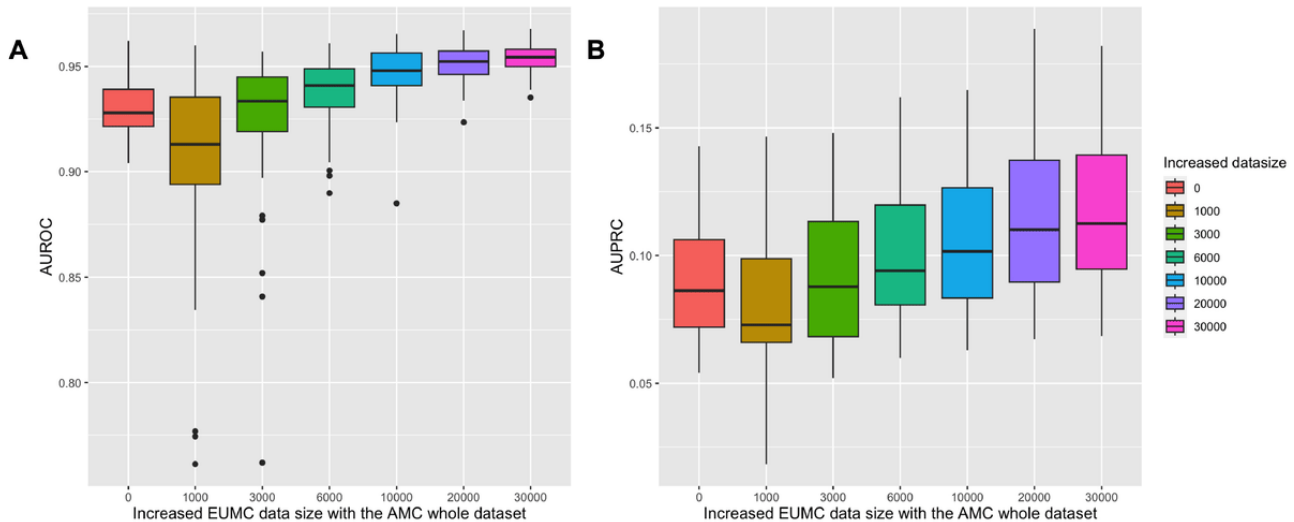 A
AUROC
0.95
0.90
0.85
0.80
0 1000 3000 6000 10000 20000 30000
Increased EUMC data size with the AMC whole dataset
B
AUPRC
0.15
0.10
0.05
0 1000 3000 6000 10000 20000 30000
Increased EUMC data size with the AMC whole dataset
Increased datasize
0
1000
3000
6000
10000
20000
30000